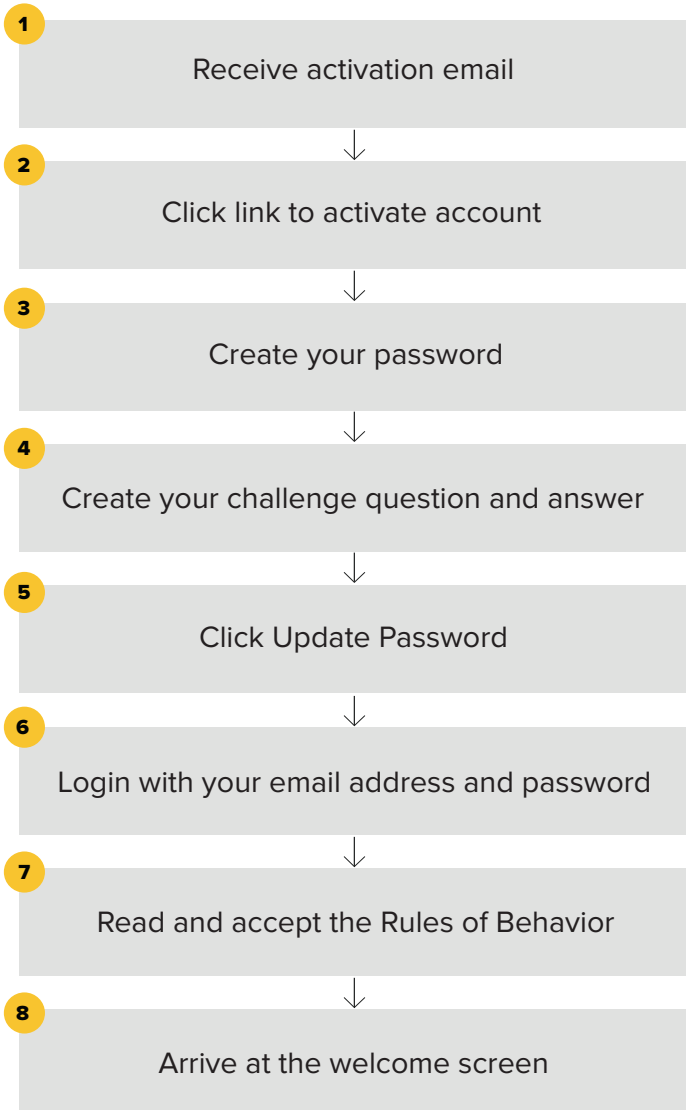 1
Receive activation email
2
Click link to activate account
3
Create your password
4
Create your challenge question and answer
5
Click Update Password
6
Login with your email address and password
7
Read and accept the Rules of Behavior
8
Arrive at the welcome screen